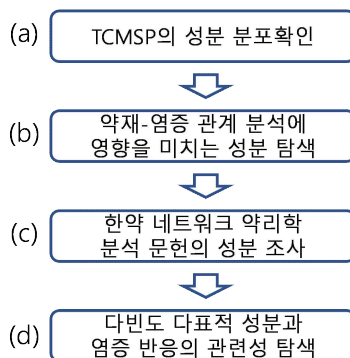 (a) TCMSP의 성분 분포확인
(b) 약재-염증 관계 분석에
영향을 미치는 성분 탐색
(c) 한약 네트워크 약리학
분석 문헌의 성분 조사
(d) 다빈도 다표적 성분과
염증 반응의 관련성 탐색